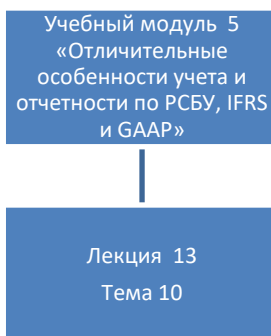 Учебный модуль 5
«Отличительные
особенности учета и
отчетности по РСБУ, IFRS
и GAAP»
Лекция 13
Тема 10